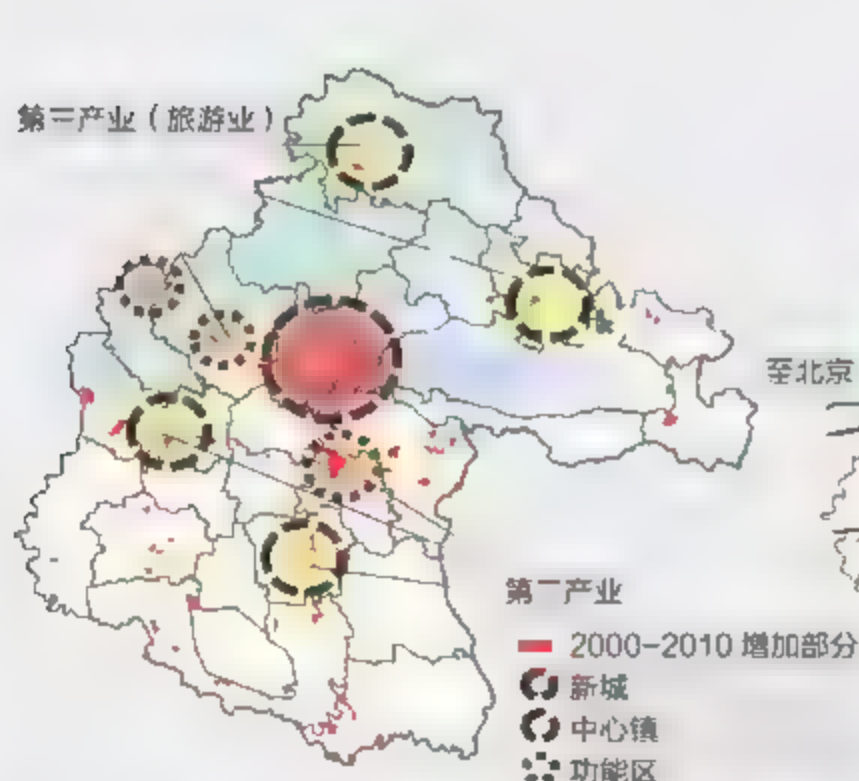 第三产业（旅游业）
至北京
第二产业
2000-2010 增加部分
新城
中心镇
功能区